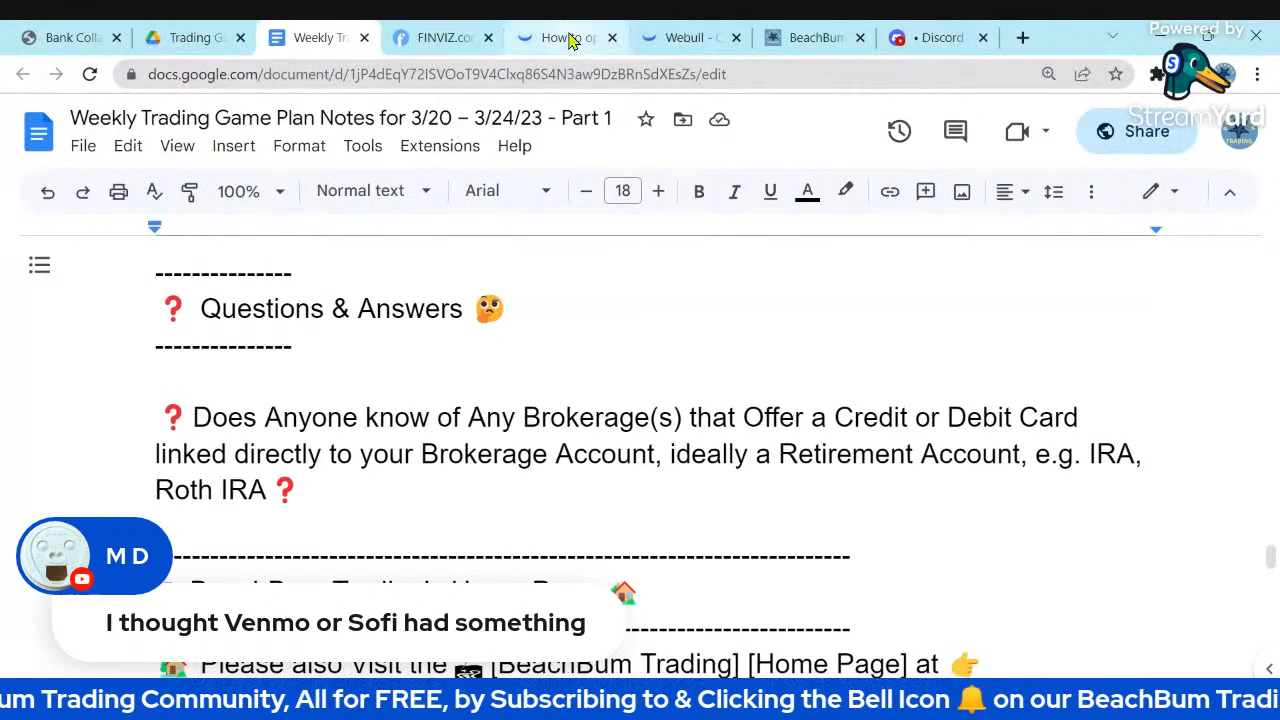 Powered by
StreamYard
Bank Colla
Trading G
Weekly Tr
FINVIZ.co
How to op
Webull - C
BeachBum
• Discord
docs.google.com/document/d/1jP4dEqY72ISVOoOV4Clxq86S4N3aw9DzBRnSdXEsZs/edit
Weekly Trading Game Plan Notes for 3/20 – 3/24/23 - Part 1
Share
File Edit View Insert Format Tools Extensions Help
100% Normal text Arial 18 B I U A
---------------
❓ Questions & Answers 🤔
---------------
❓Does Anyone know of Any Brokerage(s) that Offer a Credit or Debit Card
linked directly to your Brokerage Account, ideally a Retirement Account, e.g. IRA,
Roth IRA❓
M D
I thought Venmo or Sofi had something
Please also Visit the [BeachBum Trading] [Home Page] at 👉
um Trading Community, All for FREE, by Subscribing to & Clicking the Bell Icon 🔔 on our BeachBum Tradi